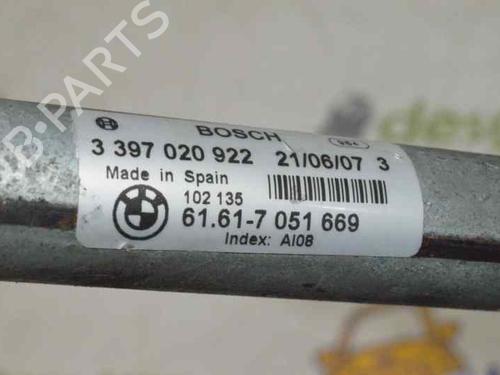 BOSCH 984
3 397 020 922 21/06/07 3
Made in Spain
102 135
61.61-7 051 669
Index: AI08
B-PARTS